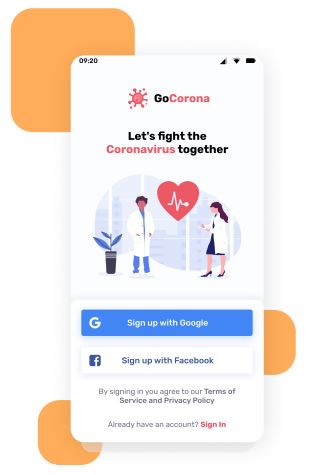 09:20
GoCorona
Let's fight the
Coronavirus together
Sign up with Google
Sign up with Facebook
By signing in you agree to our Terms of
Service and Privacy Policy
Already have an account? Sign In